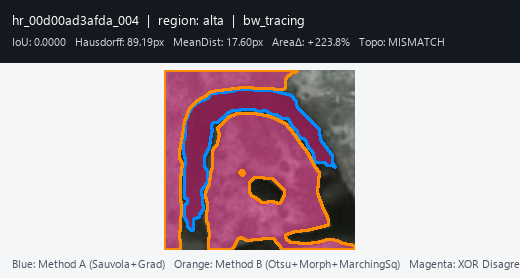 hr_00d00ad3afda_004 | region: alta | bw_tracing
IoU: 0.0000 Hausdorff: 89.19px MeanDist: 17.60px AreaΔ: +223.8% Topo: MISMATCH
Blue: Method A (Sauvola+Grad) Orange: Method B (Otsu+Morph+MarchingSq) Magenta: XOR Disagre